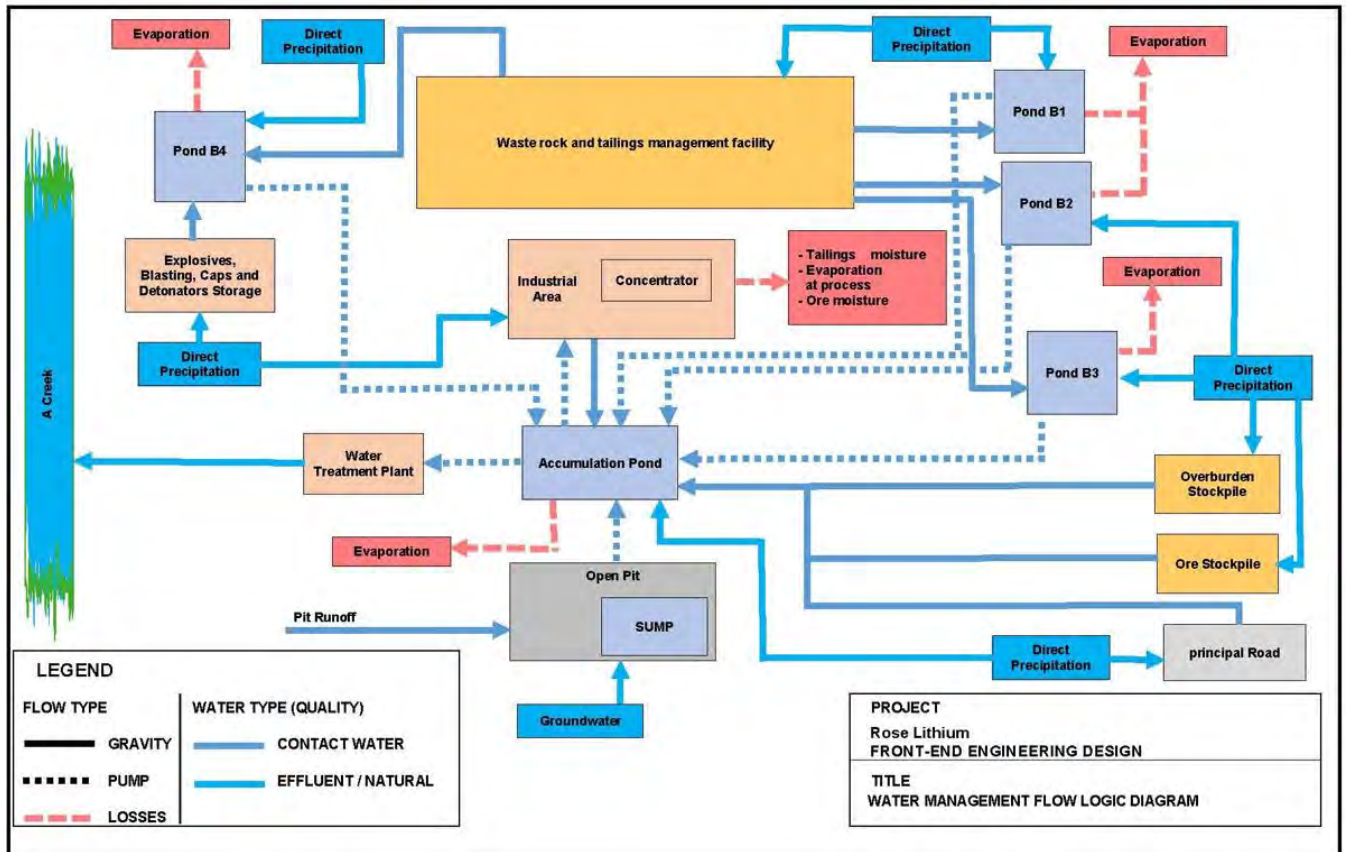 Evaporation
Direct
Precipitation
Direct
Precipitation
Evaporation
Pond B4
Waste rock and tailings management facility
Pond B1
Pond B2
Explosives,
Blasting, Caps and
Detonators Storage
Industrial
Area
Concentrator
- Tailings moisture
- Evaporation
at process
- Ore moisture
Evaporation
Direct
Precipitation
Pond B3
Direct
Precipitation
A Creek
Water
Treatment Plant
Accumulation Pond
Overburden
Stockpile
Evaporation
Open Pit
Ore Stockpile
Pit Runoff
SUMP
Direct
Precipitation
principal Road
Groundwater
LEGEND
FLOW TYPE
WATER TYPE (QUALITY)
GRAVITY
CONTACT WATER
PUMP
EFFLUENT / NATURAL
LOSSES
PROJECT
Rose Lithium
FRONT-END ENGINEERING DESIGN
TITLE
WATER MANAGEMENT FLOW LOGIC DIAGRAM